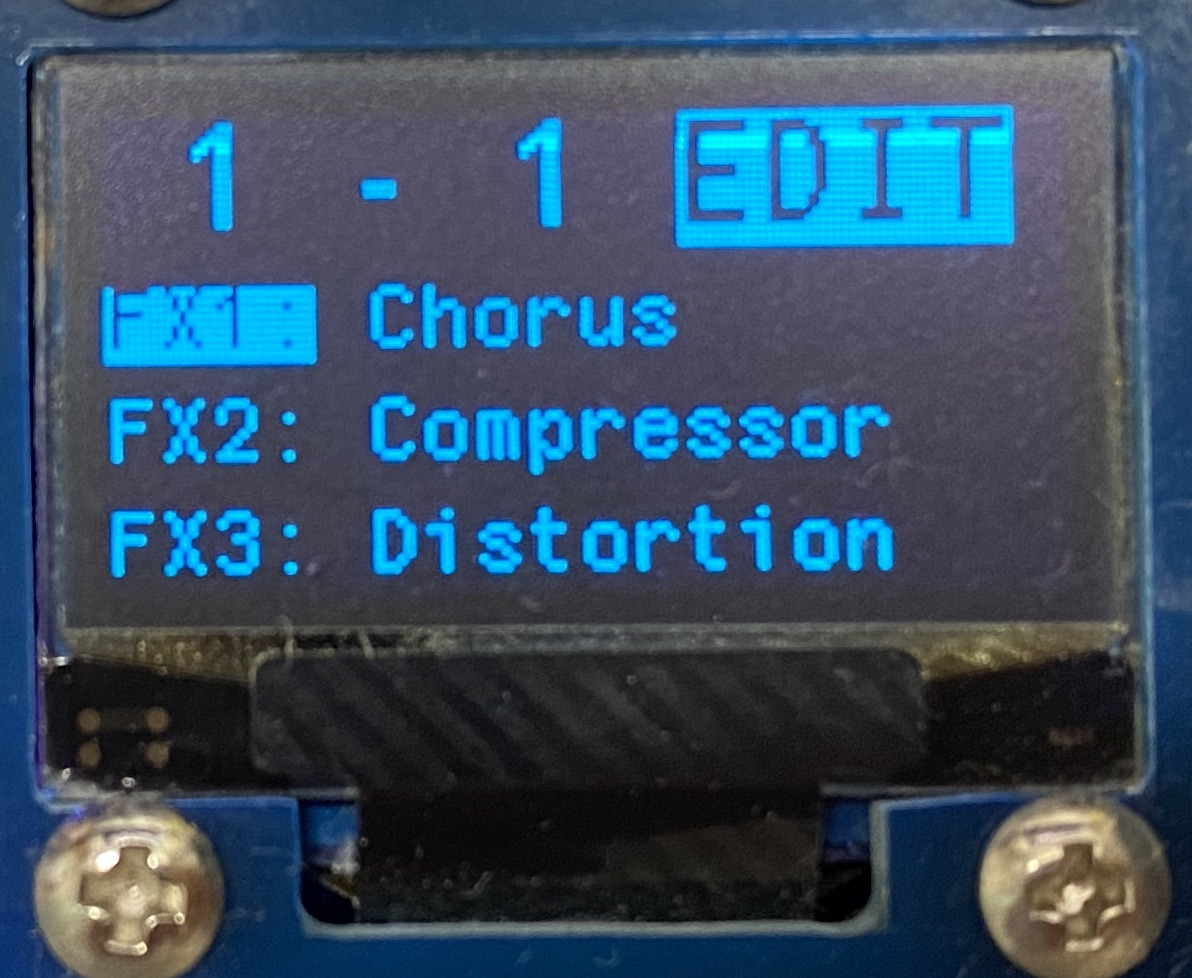 1 - 1 EDIT
FX1: Chorus
FX2: Compressor
FX3: Distortion